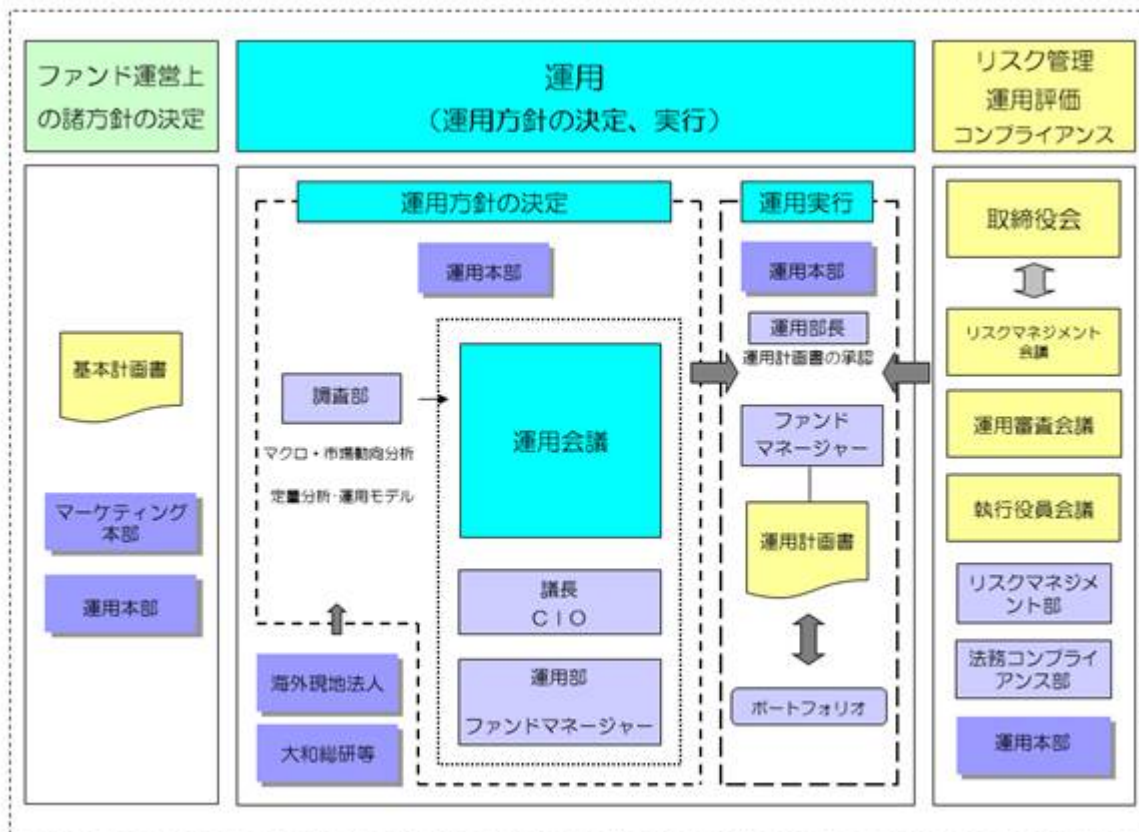 ファンド運営上
の諸方針の決定
運用
(運用方針の決定、実行)
リスク管理
運用評価
コンプライアンス
基本計画書
マーケティング
本部
運用本部
運用方針の決定
運用本部
調査部
マクロ・市場動向分析
定量分析・運用モデル
運用会議
議長
CIO
運用部
ファンドマネージャー
海外現地法人
大和総研等
運用実行
運用本部
運用部長
運用計画書の承認
ファンド
マネージャー
運用計画書
ポートフォリオ
取締役会
リスクマネジメント
会議
運用審査会議
執行役員会議
リスクマネジメ
ント部
法務コンプライ
アンス部
運用本部